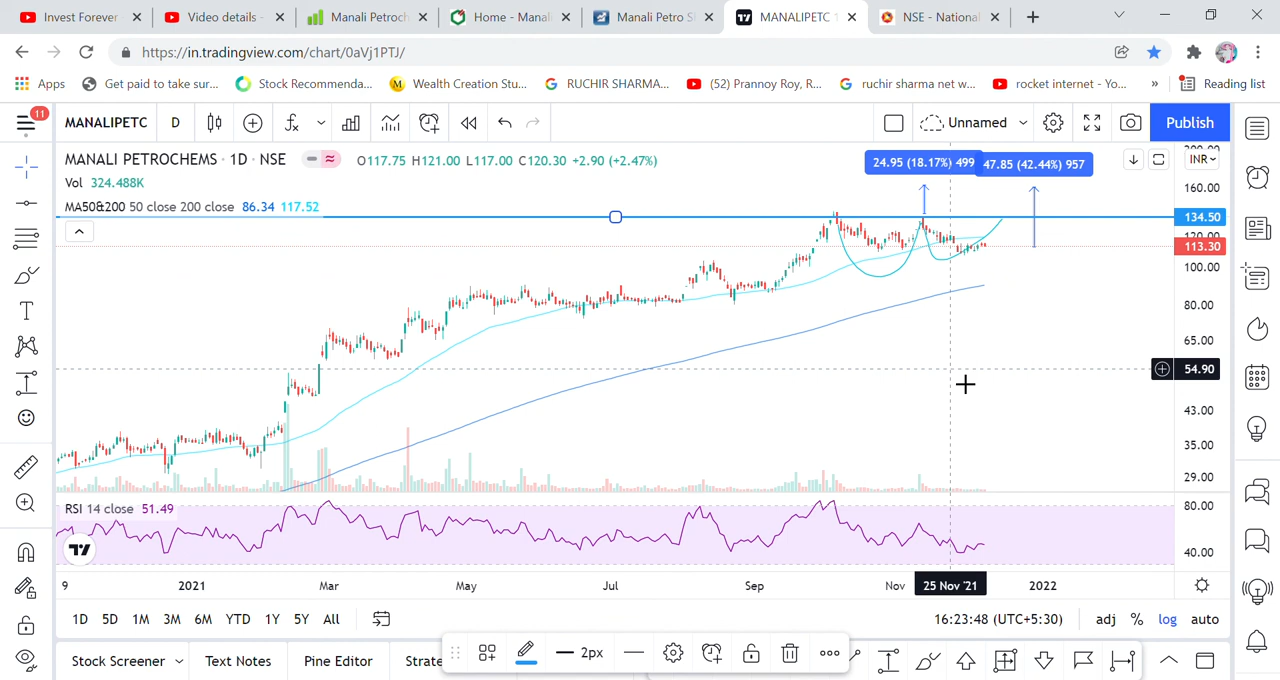 Invest Forever
Video details -
Manali Petroch
Home - Manal
Manali Petro S
MANALIPETC 1
NSE - National
https://in.tradingview.com/chart/0aVj1PTJ/
Apps
Get paid to take sur...
Stock Recommenda...
Wealth Creation Stu...
RUCHIR SHARMA...
(52) Prannoy Roy, R...
ruchir sharma net w...
rocket internet - Yo...
»
Reading list
11
MANALIPETC
D
Unnamed
Publish
MANALI PETROCHEMS · 1D · NSE
O117.75 H121.00 L117.00 C120.30 +2.90 (+2.47%)
24.95 (18.17%) 499
47.85 (42.44%) 957
INR
Vol 324.488K
160.00
MA50&200 50 close 200 close 86.34 117.52
134.50
113.30
100.00
80.00
65.00
54.90
43.00
35.00
29.00
RSI 14 close 51.49
80.00
40.00
9 2021 Mar May Jul Sep Nov 25 Nov '21 2022
1D 5D 1M 3M 6M YTD 1Y 5Y All
16:23:48 (UTC+5:30) adj % log auto
Stock Screener
Text Notes
Pine Editor
Strate
2px